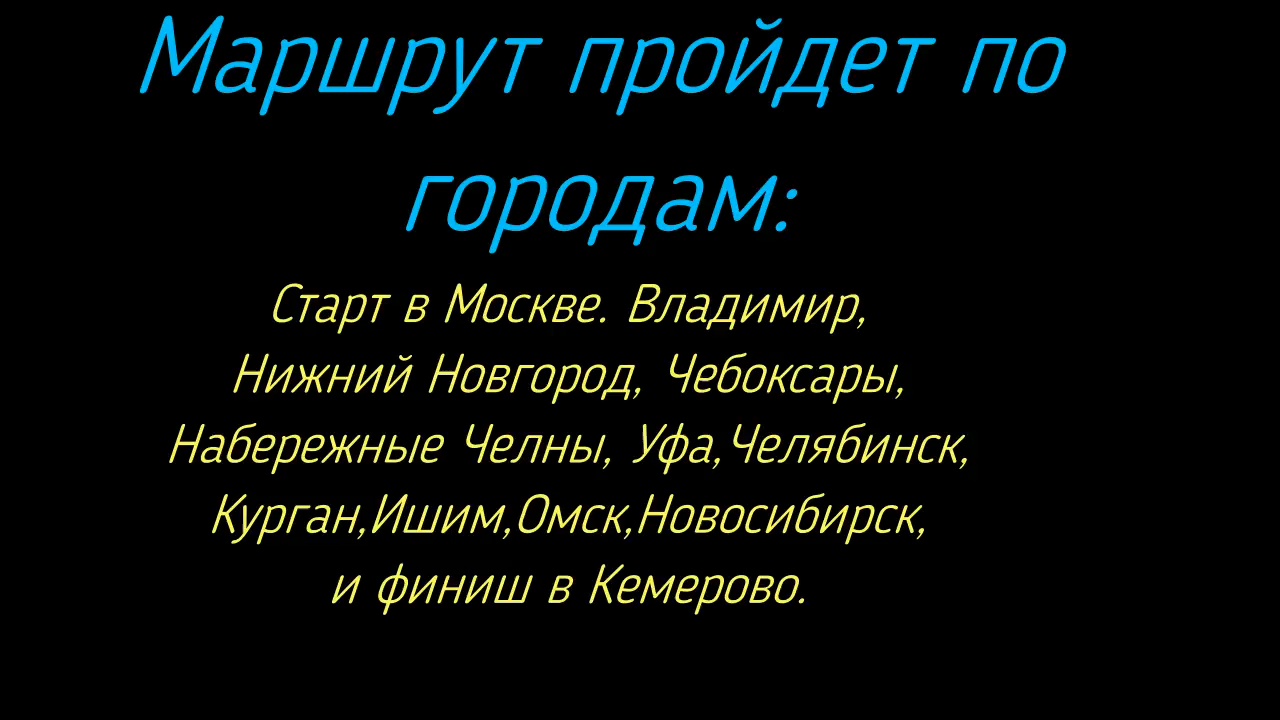 Маршрут пройдет по
городам:
Старт в Москве. Владимир,
Нижний Новгород, Чебоксары,
Набережные Челны, Уфа,Челябинск,
Курган,Ишим,Омск,Новосибирск,
и финиш в Кемерово.